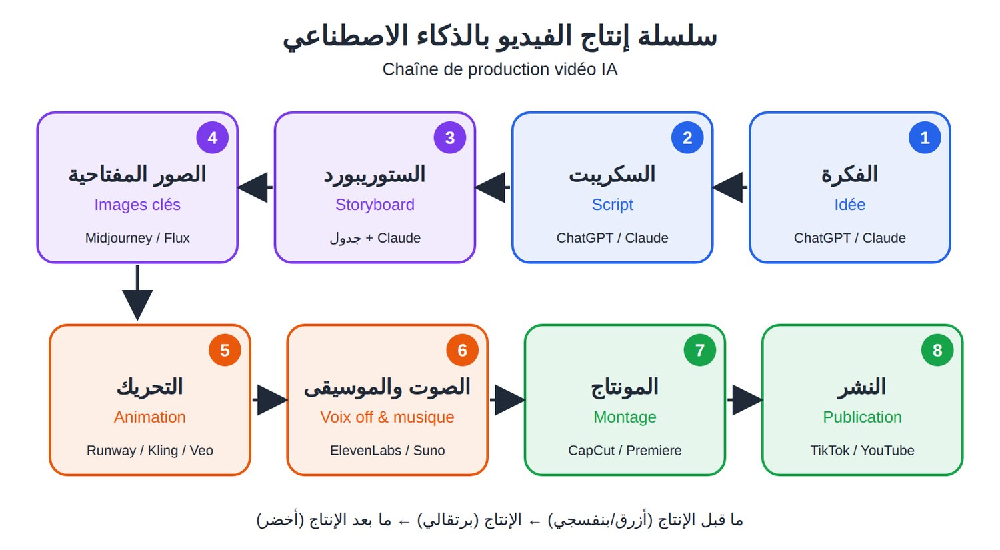 سلسلة إنتاج الفيديو بالذكاء الاصطناعي
Chaîne de production vidéo IA
1
الفكرة
Idée
ChatGPT / Claude
2
السكريبت
Script
ChatGPT / Claude
3
الستوريبورد
Storyboard
جدول + Claude
4
الصور المفتاحية
Images clés
Midjourney / Flux
5
التحريك
Animation
Runway / Kling / Veo
6
الصوت والموسيقى
Voix off & musique
ElevenLabs / Suno
7
المونتاج
Montage
CapCut / Premiere
8
النشر
Publication
TikTok / YouTube
ما قبل الإنتاج (أزرق/بنفسجي) ← الإنتاج (برتقالي) ← ما بعد الإنتاج (أخضر)